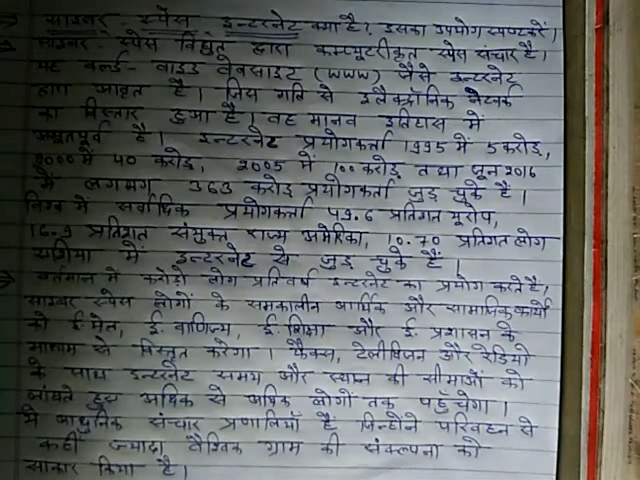 साइबर - स्पेस - इन्टरनेट क्या है?, इसका उपयोग स्पष्ट करें।
साइबर - स्पेस विद्युत द्वारा कम्प्यूटरीकृत स्पेस संचार है।
यह वर्ल्ड - वाइड वेबसाइट (www) जैसे इन्टरनेट
द्वारा आवृत है। जिस गति से इलैक्ट्रॉनिक नेटवर्क
का विस्तार हुआ है। वह मानव इतिहास में
अभूतपूर्व है। इन्टरनेट प्रयोगकर्ता 1995 में 5 करोड़,
2000 में 40 करोड़, 2005 में 100 करोड़ तथा जून 2016
में लगभग 363 करोड़ प्रयोगकर्ता जुड़ चुके है।
विश्व में सर्वाधिक प्रयोगकर्ता 49.6 प्रतिशत यूरोप,
16.9 प्रतिशत संयुक्त राज्य अमेरिका, 10.70 प्रतिशत लोग
एशिया में इन्टरनेट से जुड़ चुके हैं।
वर्तमान में करोड़ो लोग प्रतिवर्ष इन्टरनेट का प्रयोग करते है,
साइबर स्पेस लोगों के समकालीन आर्थिक और सामाजिक कार्यो
को ई.मेल, ई. वाणिज्य, ई. शिक्षा और ई. प्रशासन के
माध्यम से विस्तृत करेगा। फैक्स, टेलीविजन और रेडियो
के साथ इन्टरनेट समय और स्थान की सीमाओं को
लांघते हुए अधिक से अधिक लोगों तक पहुँचेगा।
ये आधुनिक संचार प्रणालियाँ हैं जिन्होने परिवहन से
कही ज्यादा वैश्विक ग्राम की संकल्पना को
साकार किया है।